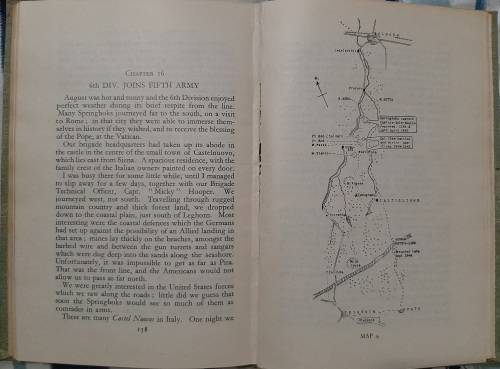 CHAPTER 16
6th DIV. JOINS FIFTH ARMY
August was hot and sunny and the 6th Division enjoyed
perfect weather during its brief respite from the line.
Many Springboks journeyed far to the south, on a visit
to Rome; in that city they were able to immerse them-
selves in history if they wished, and to receive the blessing
of the Pope, at the Vatican.
Our brigade headquarters had taken up its abode in
the castle in the centre of the small town of Castelnuovo,
which lies east from Siena. A spacious residence, with the
family crest of the Italian owners painted on every door;
I was busy there for some little while, until I managed
to slip away for a few days, together with our Brigade
Technical Officer, Capt. "Micky" Hooper. We
journeyed west, not south. Travelling through rugged
mountain country and thick forest land, we dropped
down to the coastal plain, just south of Leghorn. Most
interesting were the coastal defences which the Germans
had set up against the possibility of an Allied landing in
that area; mines lay thickly on the beaches, amongst the
barbed wire and between the gun turrets and sangars
which were dug deep into the sands along the seashore.
Unfortunately, it was impossible to get as far as Pisa.
That was the front line, and the Americans would not
allow us to pass as far north.
We were greatly interested in the United States forces
which we saw along the roads; little did we guess that
soon the Springboks would see so much of them as
comrades in arms.
There are many Castel Nuovos in Italy. One night we
138
BOLOGNA
N
CASTIGLIONE
PRATO
MAP 9